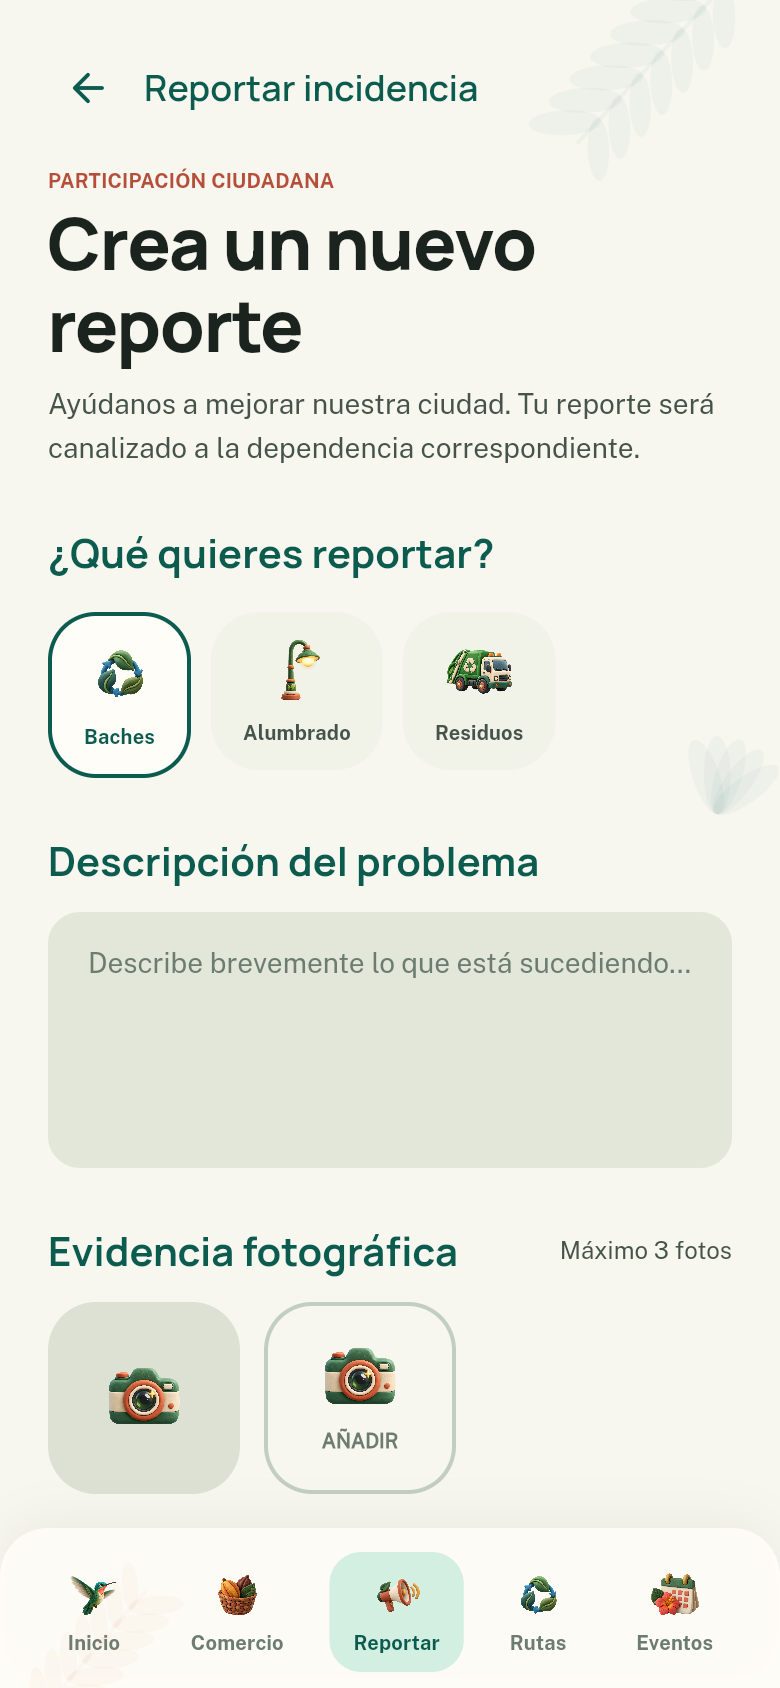 Reportar incidencia
PARTICIPACIÓN CIUDADANA
Crea un nuevo
reporte
Ayúdanos a mejorar nuestra ciudad. Tu reporte será
canalizado a la dependencia correspondiente.
¿Qué quieres reportar?
Baches
Alumbrado
Residuos
Descripción del problema
Describe brevemente lo que está sucediendo...
Evidencia fotográfica
Máximo 3 fotos
AÑADIR
Inicio
Comercio
Reportar
Rutas
Eventos